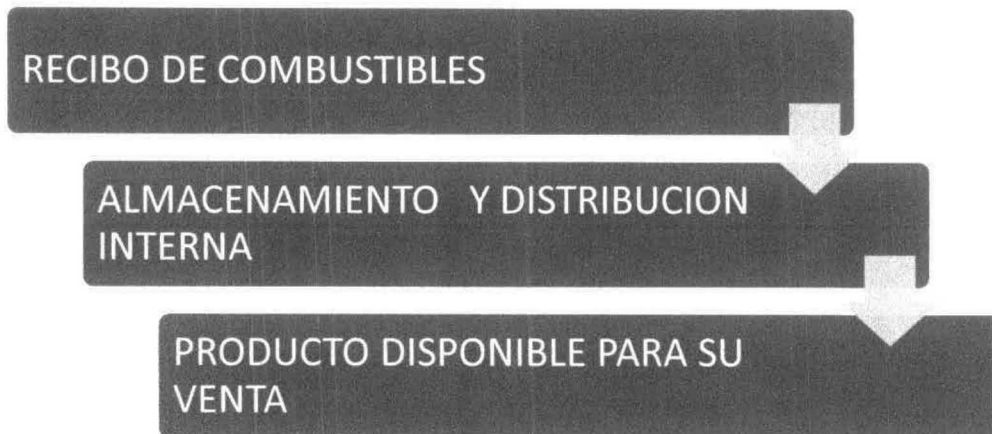 RECIBO DE COMBUSTIBLES
ALMACENAMIENTO Y DISTRIBUCION
INTERNA
PRODUCTO DISPONIBLE PARA SU
VENTA